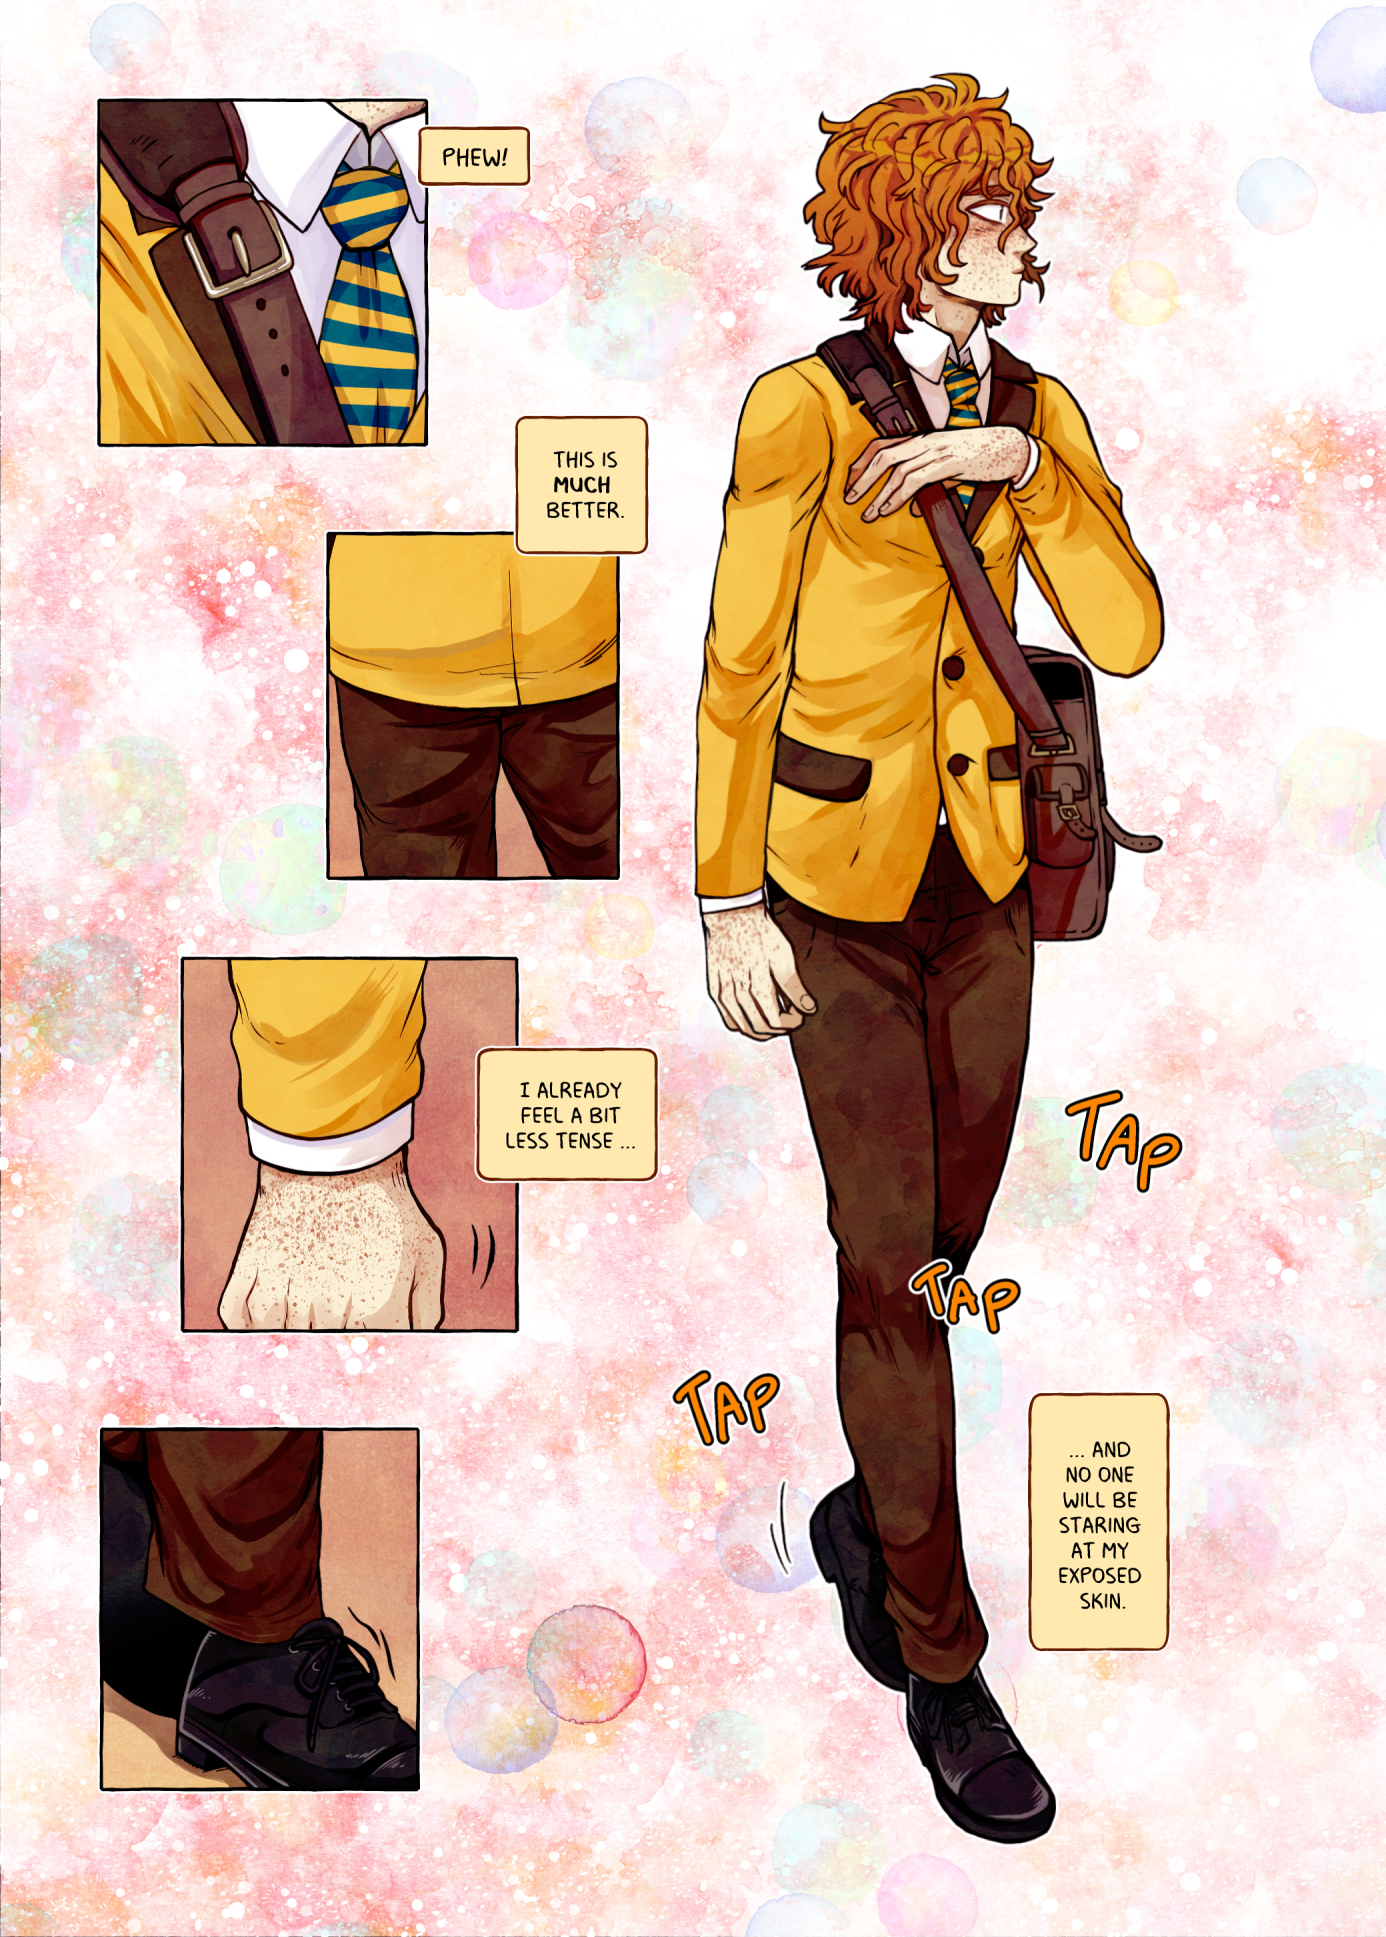 PHEW!
THIS IS
MUCH
BETTER.
I ALREADY
FEEL A BIT
LESS TENSE ...
TAP
TAP
TAP
... AND
NO ONE
WILL BE
STARING
AT MY
EXPOSED
SKIN.